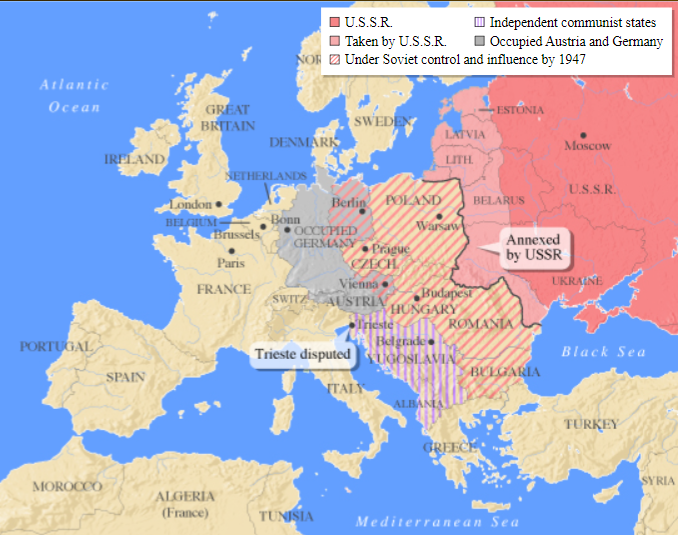 U.S.S.R.
Independent communist states
Taken by U.S.S.R.
Occupied Austria and Germany
Under Soviet control and influence by 1947
NOR
Atlantic
Ocean
GREAT
BRITAIN
SWEDEN
ESTONIA
LATVIA
DENMARK
Moscow
IRELAND
LITH.
NETHERLANDS
U.S.S.R.
London
Berlin
POLAND
BELARUS
BELGIUM
Bonn
Warsaw
Brussels
OCCUPIED
GERMANY
Annexed
by USSR
Paris
Prague
CZECH.
FRANCE
Vienna
UKRAINE
SWITZ.
AUSTRIA
Budapest
HUNGARY
Trieste
ROMANIA
PORTUGAL
Trieste disputed
Belgrade
YUGOSLAVIA
Black Sea
SPAIN
BULGARIA
ITALY
ALBANIA
TURKEY
GREECE
MOROCCO
ALGERIA
(France)
SYRIA
TUNISIA
Mediterranean Sea